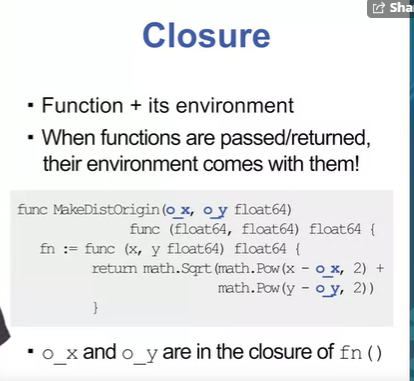 Sha
Closure
▪ Function + its environment
▪ When functions are passed/returned,
their environment comes with them!
func MakeDistOrigin(o_x, o_y float64)
func (float64, float64) float64 {
fn := func (x, y float64) float64 {
return math.Sqrt(math.Pow(x - o_x, 2) +
math.Pow(y - o_y, 2))
}
▪ o_x and o_y are in the closure of fn()